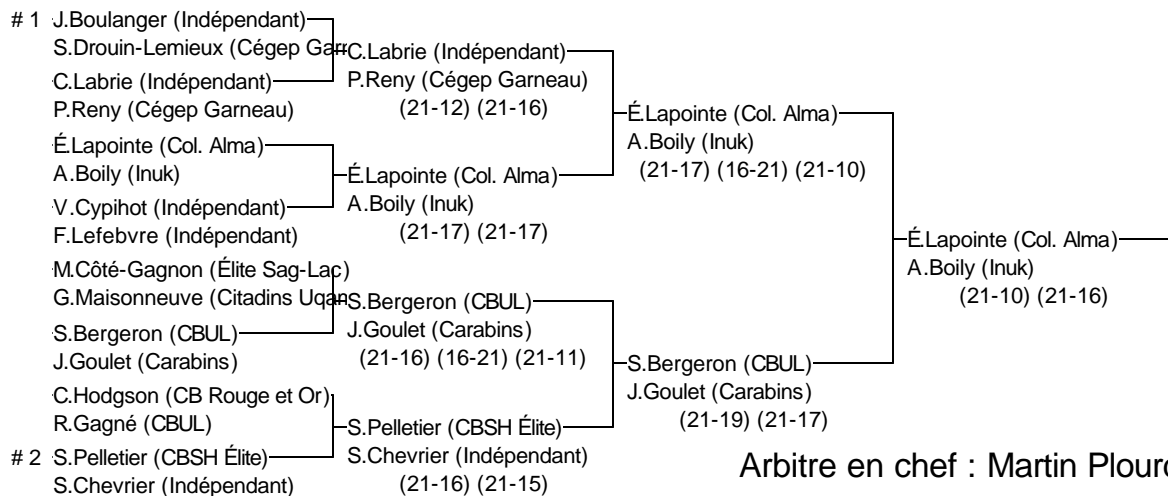 # 1 J.Boulanger (Indépendant)
S.Drouin-Lemieux (Cégep
C.Labrie (Indépendant)
P.Reny (Cégep Garneau)
É.Lapointe (Col. Alma)
A.Boily (Inuk)
V.Cypihot (Indépendant)
F.Lefebvre (Indépendant)
M.Côté-Gagnon (Élite Sag-Lac)
G.Maisonneuve (Citadins
S.Bergeron (CBUL)
J.Goulet (Carabins)
C.Hodgson (CB Rouge et Or)
R.Gagné (CBUL)
# 2 S.Pelletier (CBSH Élite)
S.Chevrier (Indépendant)
C.Labrie (Indépendant)
P.Reny (Cégep Garneau)
(21-12) (21-16)
É.Lapointe (Col. Alma)
A.Boily (Inuk)
(21-17) (21-17)
S.Bergeron (CBUL)
J.Goulet (Carabins)
(21-16) (16-21) (21-11)
S.Pelletier (CBSH Élite)
S.Chevrier (Indépendant)
(21-16) (21-15)
É.Lapointe (Col. Alma)
A.Boily (Inuk)
(21-17) (16-21) (21-10)
S.Bergeron (CBUL)
J.Goulet (Carabins)
(21-19) (21-17)
É.Lapointe (Col. Alma)
A.Boily (Inuk)
(21-10) (21-16)
Arbitre en chef : Martin